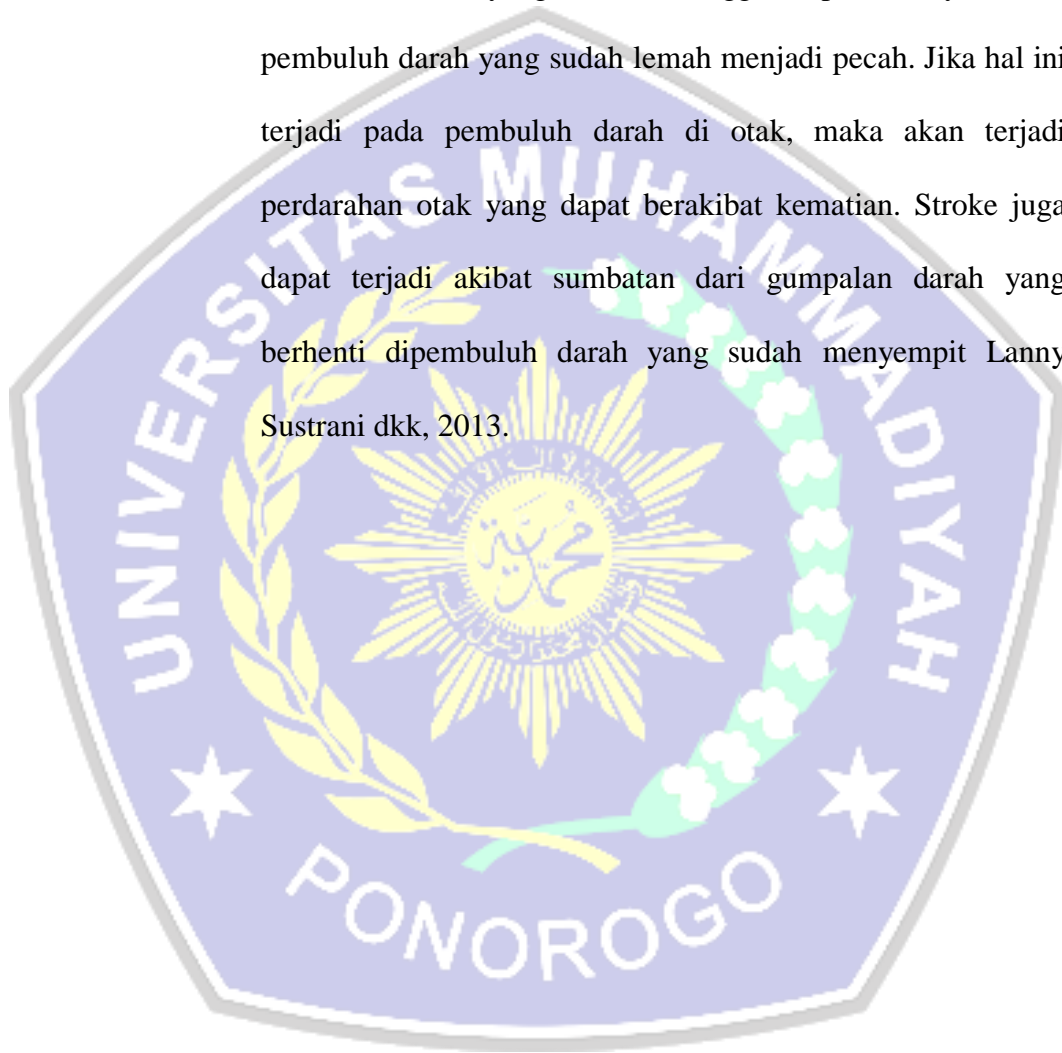 pembuluh darah yang sudah lemah menjadi pecah. Jika hal ini
terjadi pada pembuluh darah di otak, maka akan terjadi
perdarahan otak yang dapat berakibat kematian. Stroke juga
dapat terjadi akibat sumbatan dari gumpalan darah yang
berhenti dipembuluh darah yang sudah menyempit Lanny
Sustrani dkk, 2013.
UNIVERSITAS MUHAMMADIYAH
محمدية
PONOROGO